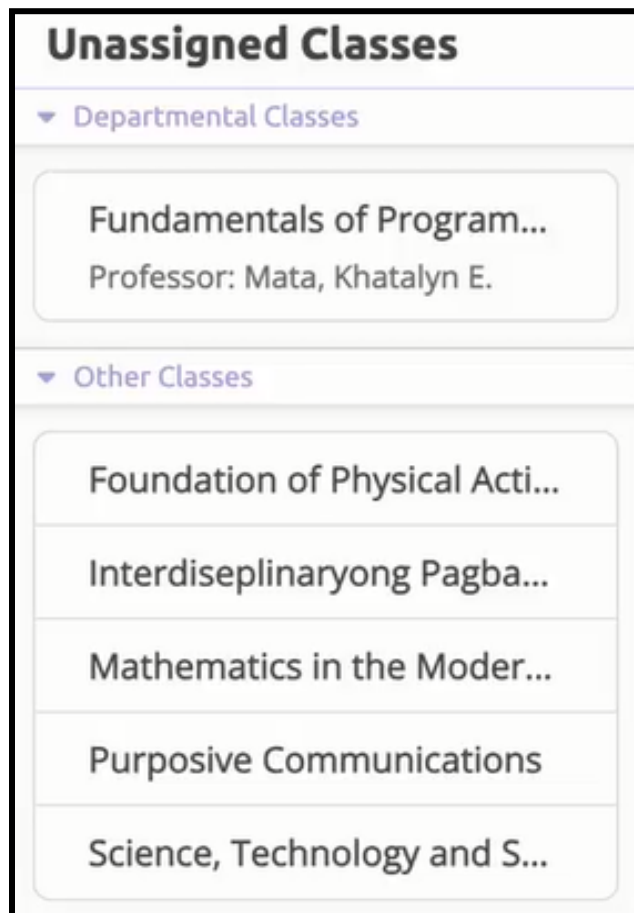 Unassigned Classes
Departmental Classes
Fundamentals of Program...
Professor: Mata, Khatalyn E.
Other Classes
Foundation of Physical Acti...
Interdiseplinaryong Pagba...
Mathematics in the Moder...
Purposive Communications
Science, Technology and S...